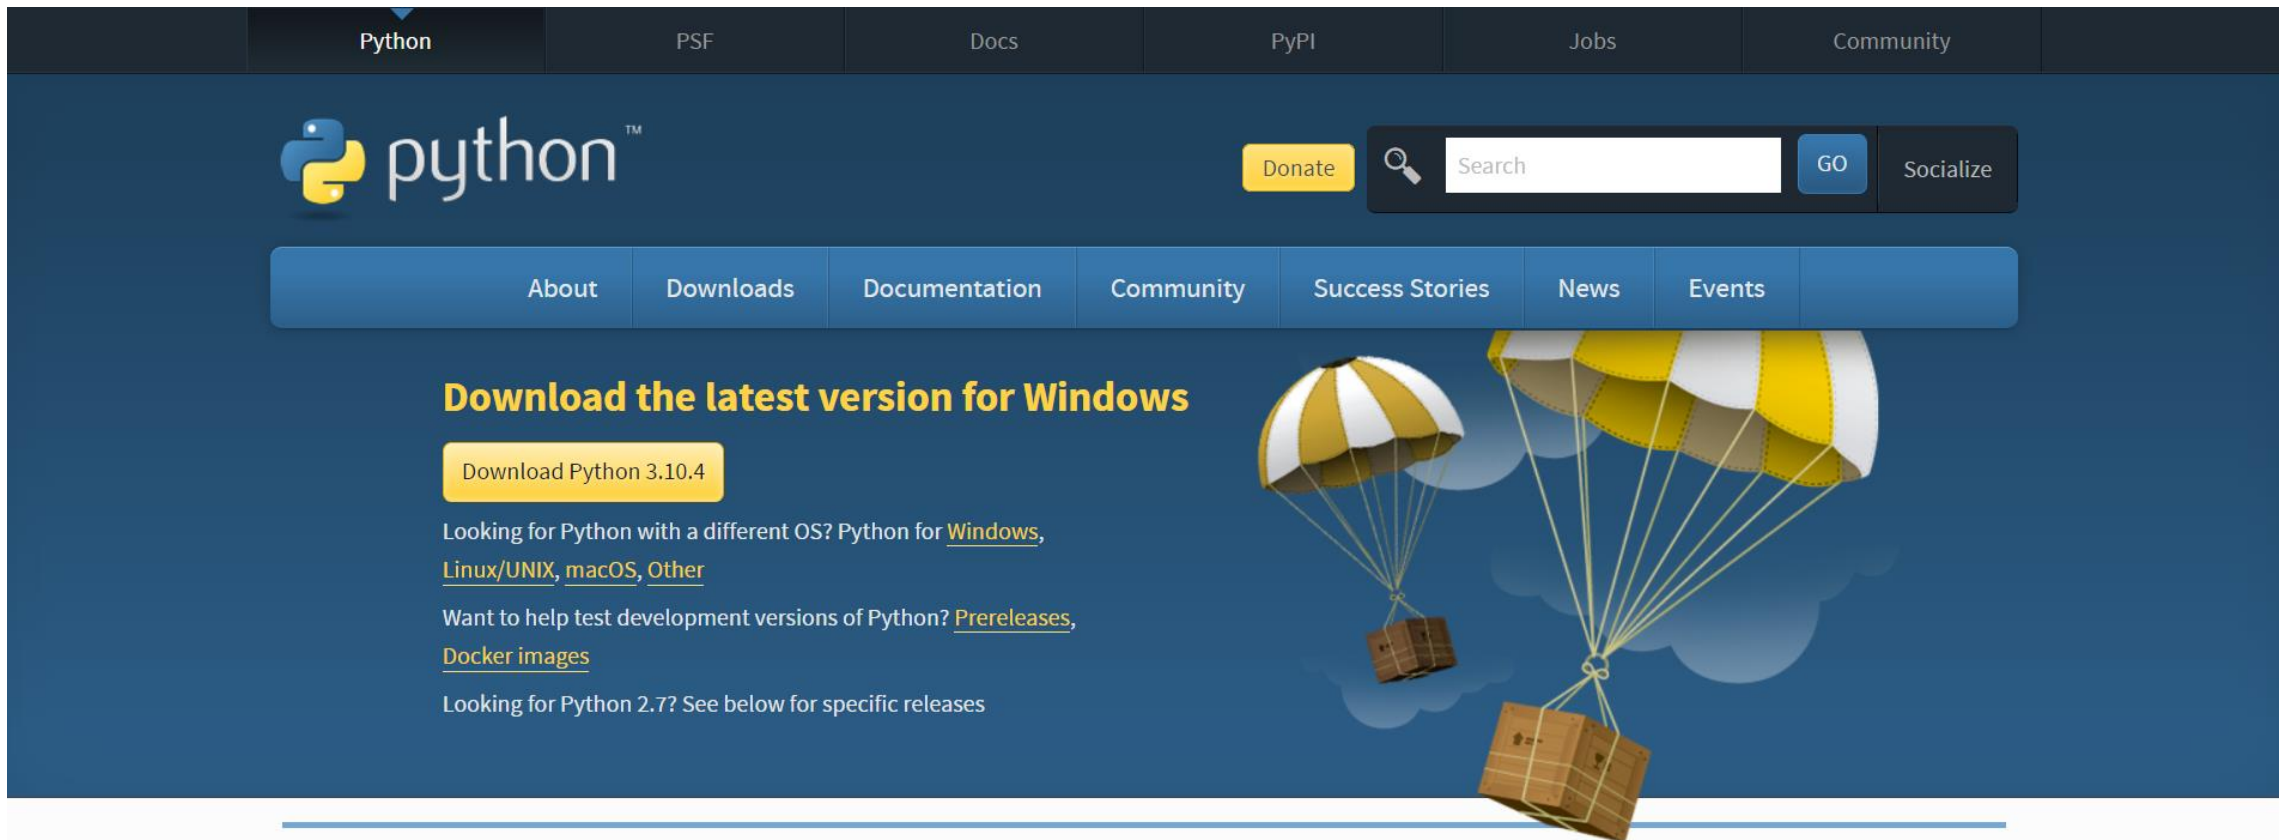 Python PSF Docs PyPI Jobs Community
python™
Donate Search GO Socialize
About Downloads Documentation Community Success Stories News Events
Download the latest version for Windows
Download Python 3.10.4
Looking for Python with a different OS? Python for Windows,
Linux/UNIX, macOS, Other
Want to help test development versions of Python? Prereleases,
Docker images
Looking for Python 2.7? See below for specific releases